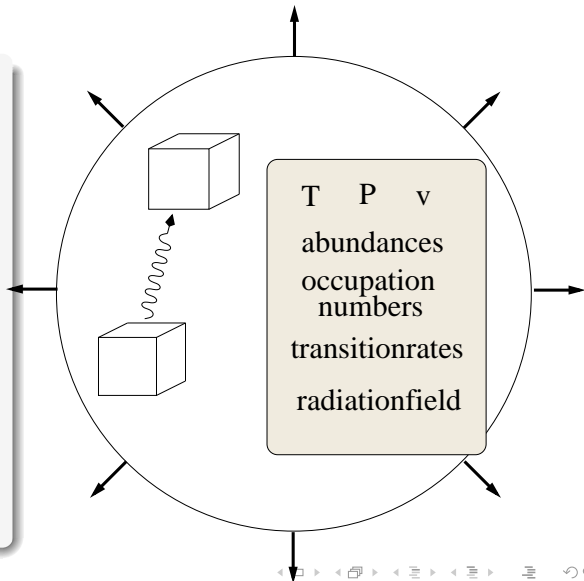 T P v
abundances
occupation
numbers
transitionrates
radiationfield